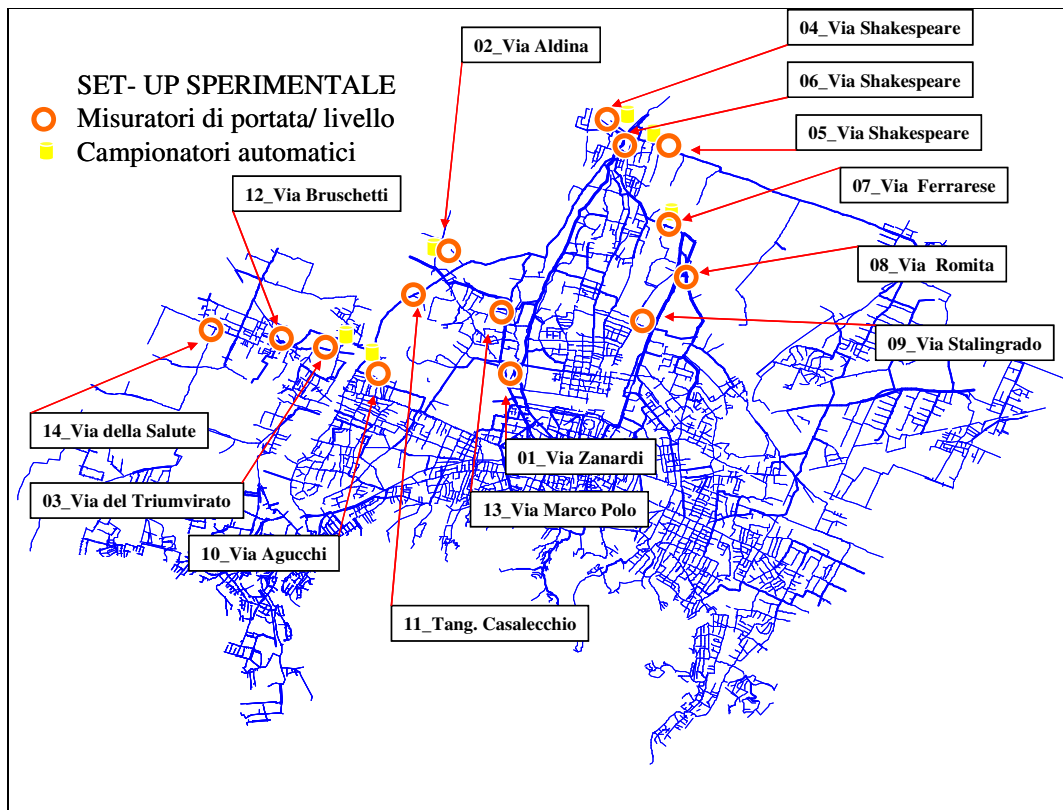 04_Via Shakespeare
02_Via Aldina
06_Via Shakespeare
SET- UP SPERIMENTALE
Misuratori di portata/ livello
05_Via Shakespeare
Campionatori automatici
07_Via Ferrarese
12_Via Bruschetti
08_Via Romita
09_Via Stalingrado
14_Via della Salute
01_Via Zanardi
03_Via del Triumvirato
13_Via Marco Polo
10_Via Agucchi
11_Tang. Casalecchio